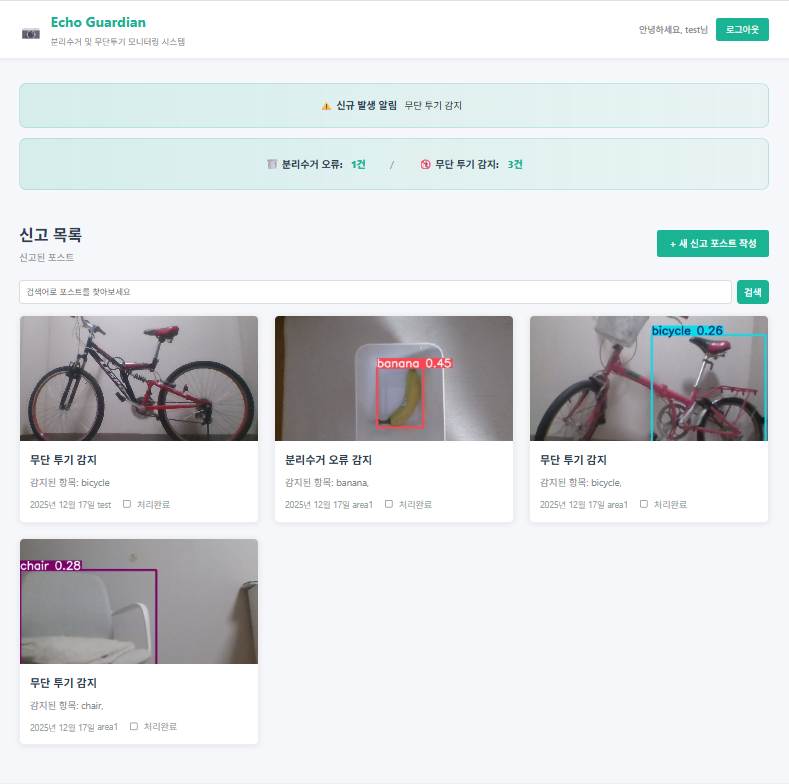 Echo Guardian
분리수거 및 무단투기 모니터링 시스템
안녕하세요, test님
로그아웃
신규 발생 알림 무단 투기 감지
분리수거 오류: 1건 / 무단 투기 감지: 3건
신고 목록
신고된 포스트
+ 새 신고 포스트 작성
검색어로 포스트를 찾아보세요
검색
무단 투기 감지
감지된 항목: bicycle
2025년 12월 17일 test 처리완료
banana 0.45
분리수거 오류 감지
감지된 항목: banana,
2025년 12월 17일 area1 처리완료
bicycle 0.26
무단 투기 감지
감지된 항목: bicycle,
2025년 12월 17일 area1 처리완료
chair 0.28
무단 투기 감지
감지된 항목: chair,
2025년 12월 17일 area1 처리완료